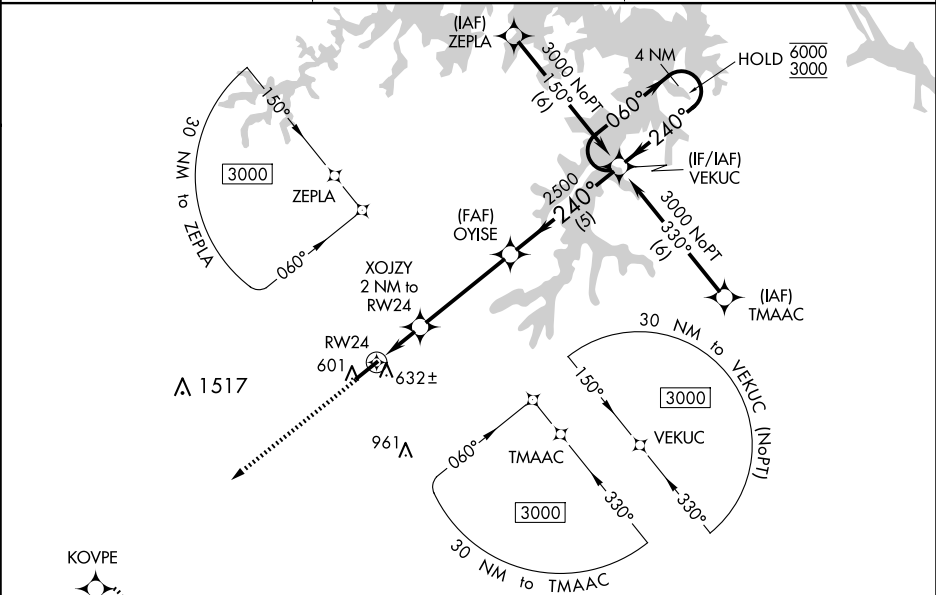 (IAF)
ZEPLA
3000 NoPT
150°
(6)
4 NM
HOLD 6000
3000
060°
240°
(IF/IAF)
VEKUC
150°
30 NM to ZEPLA
3000
ZEPLA
060°
2500
240°
(5)
(FAF)
OYISE
3000 NoPT
330°
(6)
(IAF)
TMAAC
XOJZY
2 NM to
RW24
RW24
601
632±
1517
961
30 NM to VEKUC (NoPT)
150°
3000
VEKUC
330°
060°
TMAAC
330°
3000
30 NM to TMAAC
KOVPE